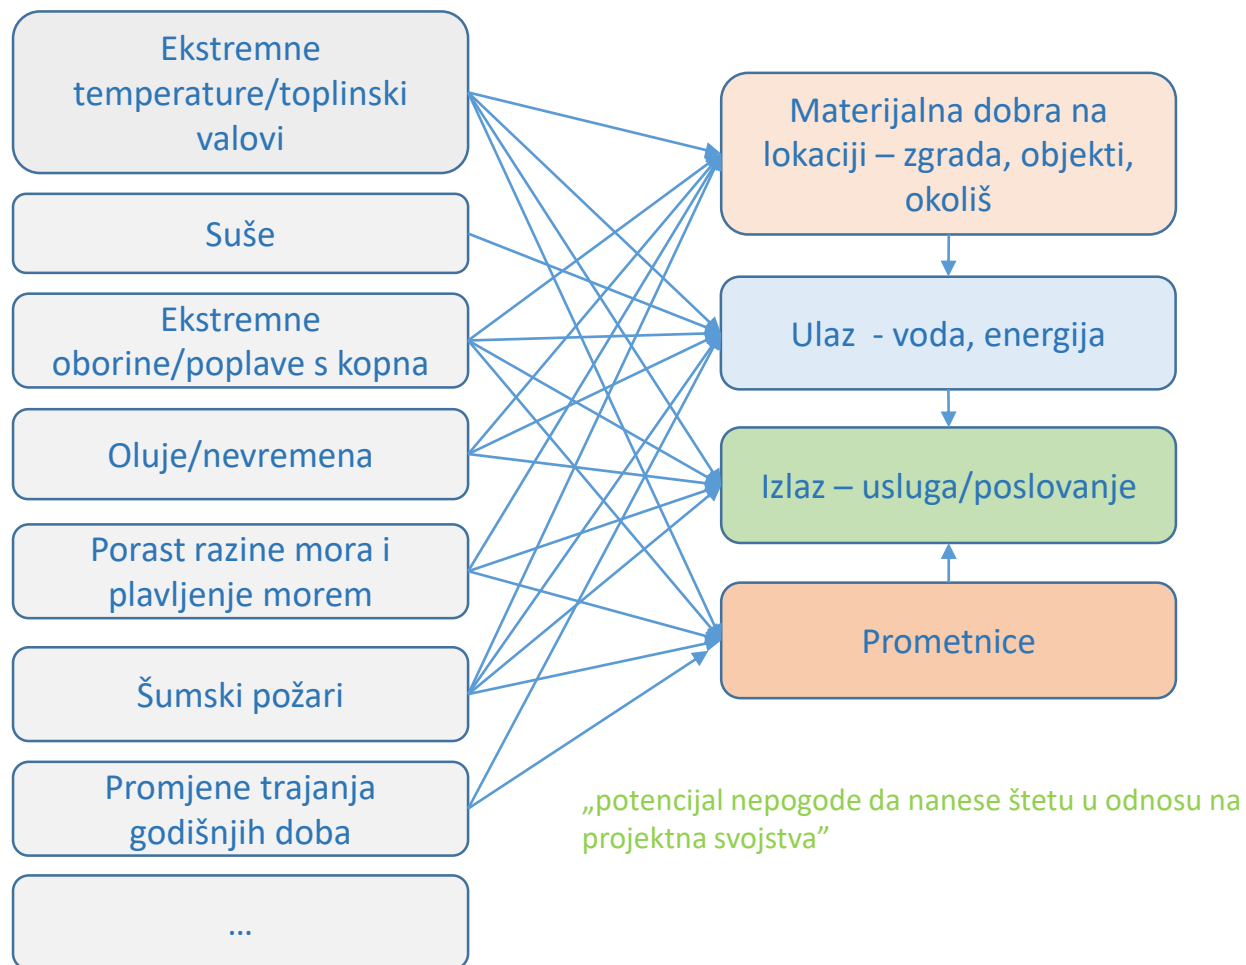 Ekstremne
temperature/toplinski
valovi
Suše
Ekstremne
oborine/poplave s kopna
Oluje/nevremena
Porast razine mora i
plavljenje morem
Šumski požari
Promjene trajanja
godišnjih doba
...
Materijalna dobra na
lokaciji – zgrada, objekti,
okoliš
Ulaz - voda, energija
Izlaz – usluga/poslovanje
Prometnice
„potencijal nepogode da nanese štetu u odnosu na
projektna svojstva”